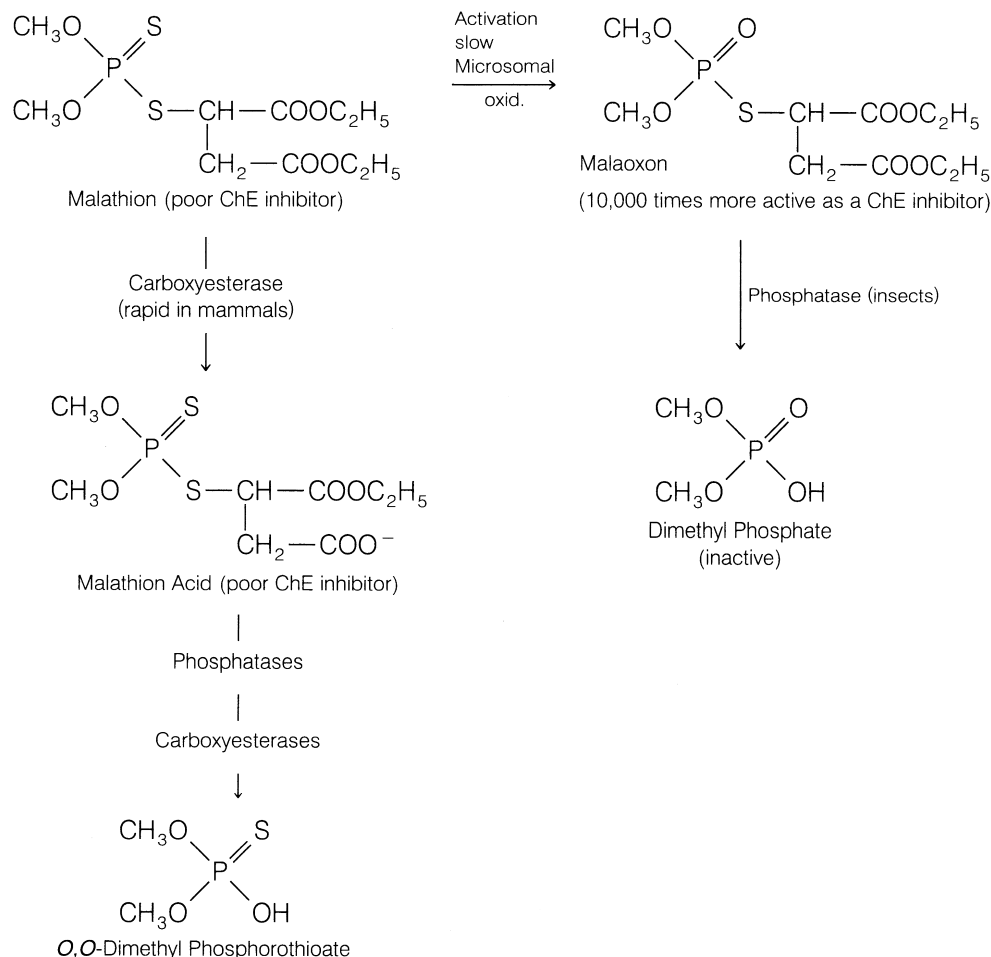 CH3O S
P
CH3O S—CH—COOC2H5
CH2—COOC2H5
Malathion (poor ChE inhibitor)
Activation
slow
Microsomal
oxid.
CH3O O
P
CH3O S—CH—COOC2H5
Malaoxon CH2—COOC2H5
(10,000 times more active as a ChE inhibitor)
Carboxyesterase
(rapid in mammals)
Phosphatase (insects)
CH3O S
P
CH3O S—CH—COOC2H5
CH2—COO−
Malathion Acid (poor ChE inhibitor)
CH3O O
P
CH3O OH
Dimethyl Phosphate
(inactive)
Phosphatases
Carboxyesterases
CH3O S
P
CH3O OH
O,O-Dimethyl Phosphorothioate